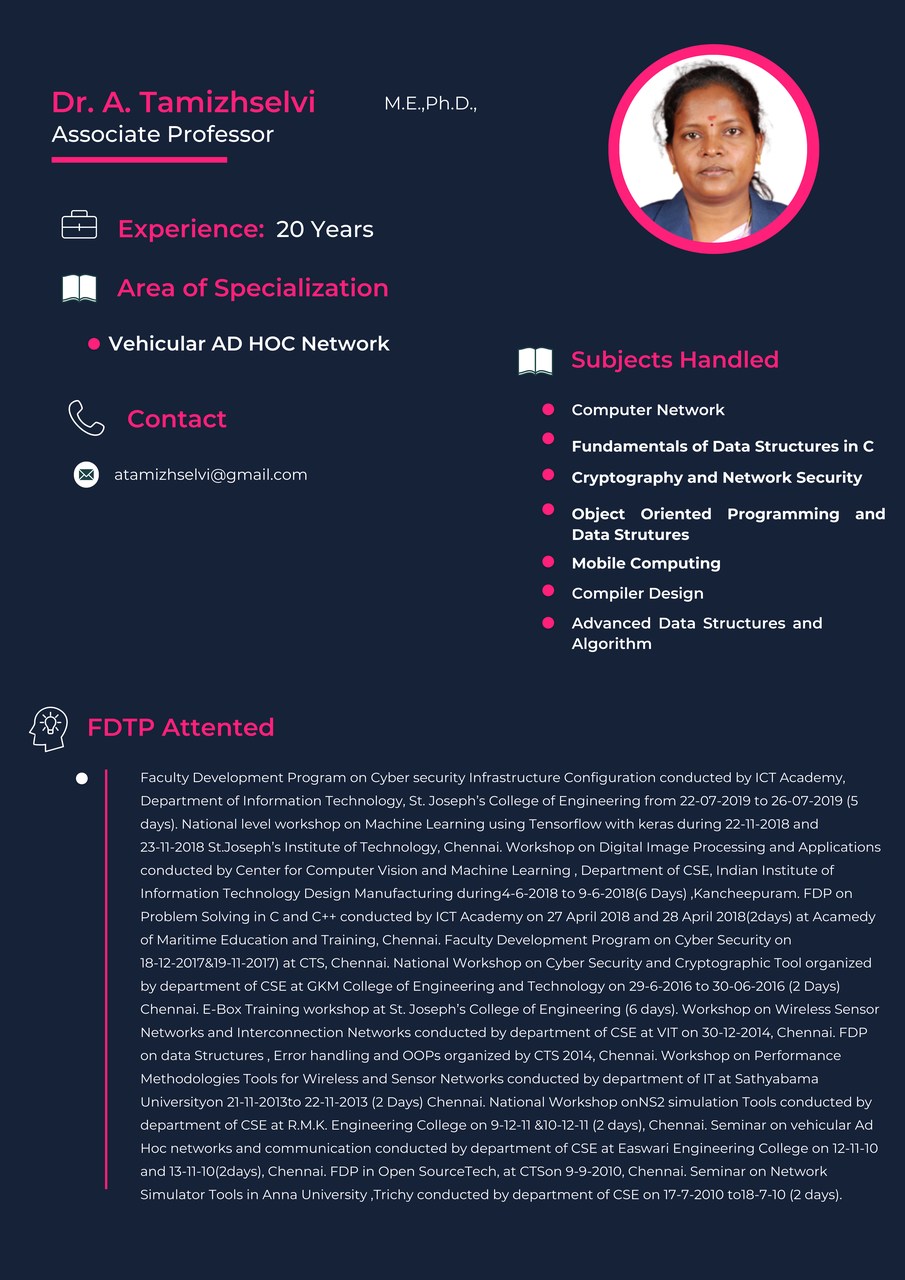 Dr. A. Tamizhselvi
M.E.,Ph.D.,
Associate Professor
Experience: 20 Years
Area of Specialization
Vehicular AD HOC Network
Contact
atamizhselvi@gmail.com
Subjects Handled
Computer Network
Fundamentals of Data Structures in C
Cryptography and Network Security
Object Oriented Programming and
Data Strutures
Mobile Computing
Compiler Design
Advanced Data Structures and
Algorithm
FDTP Attented
Faculty Development Program on Cyber security Infrastructure Configuration conducted by ICT Academy,
Department of Information Technology, St. Joseph’s College of Engineering from 22-07-2019 to 26-07-2019 (5
days). National level workshop on Machine Learning using Tensorflow with keras during 22-11-2018 and
23-11-2018 St.Joseph’s Institute of Technology, Chennai. Workshop on Digital Image Processing and Applications
conducted by Center for Computer Vision and Machine Learning , Department of CSE, Indian Institute of
Information Technology Design Manufacturing during4-6-2018 to 9-6-2018(6 Days) ,Kancheepuram. FDP on
Problem Solving in C and C++ conducted by ICT Academy on 27 April 2018 and 28 April 2018(2days) at Acamedy
of Maritime Education and Training, Chennai. Faculty Development Program on Cyber Security on
18-12-2017&19-11-2017) at CTS, Chennai. National Workshop on Cyber Security and Cryptographic Tool organized
by department of CSE at GKM College of Engineering and Technology on 29-6-2016 to 30-06-2016 (2 Days)
Chennai. E-Box Training workshop at St. Joseph’s College of Engineering (6 days). Workshop on Wireless Sensor
Networks and Interconnection Networks conducted by department of CSE at VIT on 30-12-2014, Chennai. FDP
on data Structures , Error handling and OOPs organized by CTS 2014, Chennai. Workshop on Performance
Methodologies Tools for Wireless and Sensor Networks conducted by department of IT at Sathyabama
Universityon 21-11-2013to 22-11-2013 (2 Days) Chennai. National Workshop onNS2 simulation Tools conducted by
department of CSE at R.M.K. Engineering College on 9-12-11 &10-12-11 (2 days), Chennai. Seminar on vehicular Ad
Hoc networks and communication conducted by department of CSE at Easwari Engineering College on 12-11-10
and 13-11-10(2days), Chennai. FDP in Open SourceTech, at CTSon 9-9-2010, Chennai. Seminar on Network
Simulator Tools in Anna University ,Trichy conducted by department of CSE on 17-7-2010 to18-7-10 (2 days).